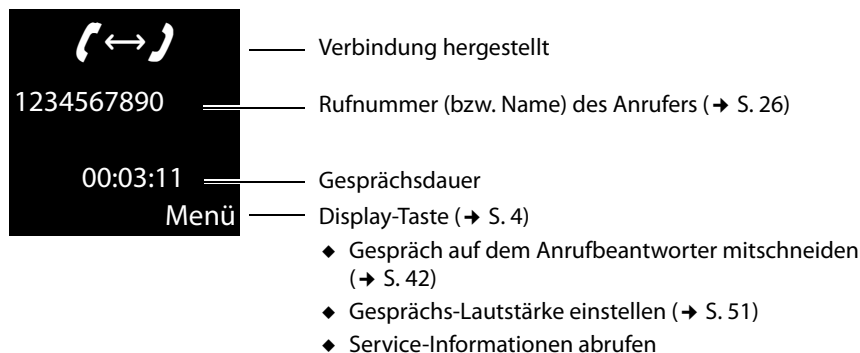 Verbindung hergestellt
1234567890
Rufnummer (bzw. Name) des Anrufers (➔ S. 26)
00:03:11
Gesprächsdauer
Menü
Display-Taste (➔ S. 4)
◆ Gespräch auf dem Anrufbeantworter mitschneiden
(➔ S. 42)
◆ Gesprächs-Lautstärke einstellen (➔ S. 51)
◆ Service-Informationen abrufen